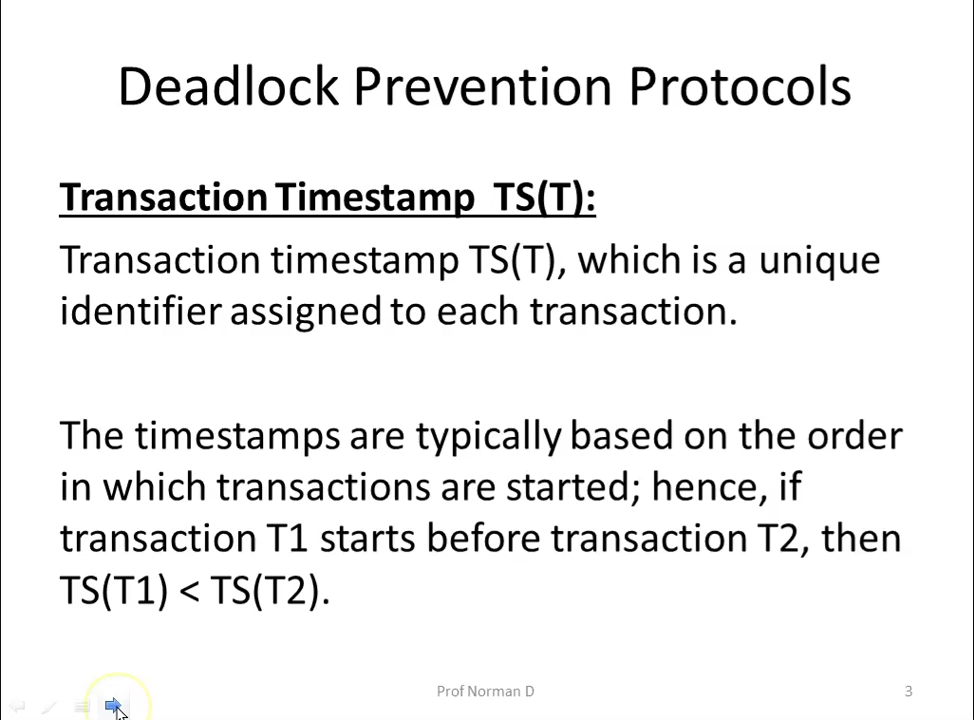 Deadlock Prevention Protocols
Transaction Timestamp TS(T):
Transaction timestamp TS(T), which is a unique
identifier assigned to each transaction.
The timestamps are typically based on the order
in which transactions are started; hence, if
transaction T1 starts before transaction T2, then
TS(T1) < TS(T2).
Prof Norman D
3